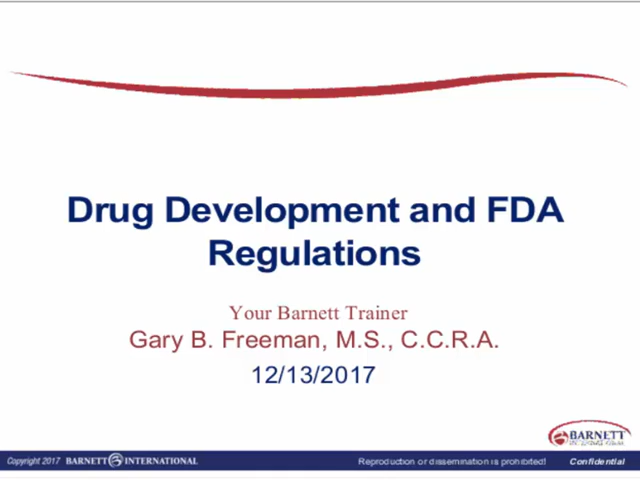 Drug Development and FDA
Regulations
Your Barnett Trainer
Gary B. Freeman, M.S., C.C.R.A.
12/13/2017
BARNETT
INTERNATIONAL
Copyright 2017 BARNETT INTERNATIONAL Reproduction or dissemination is prohibited! Confidential